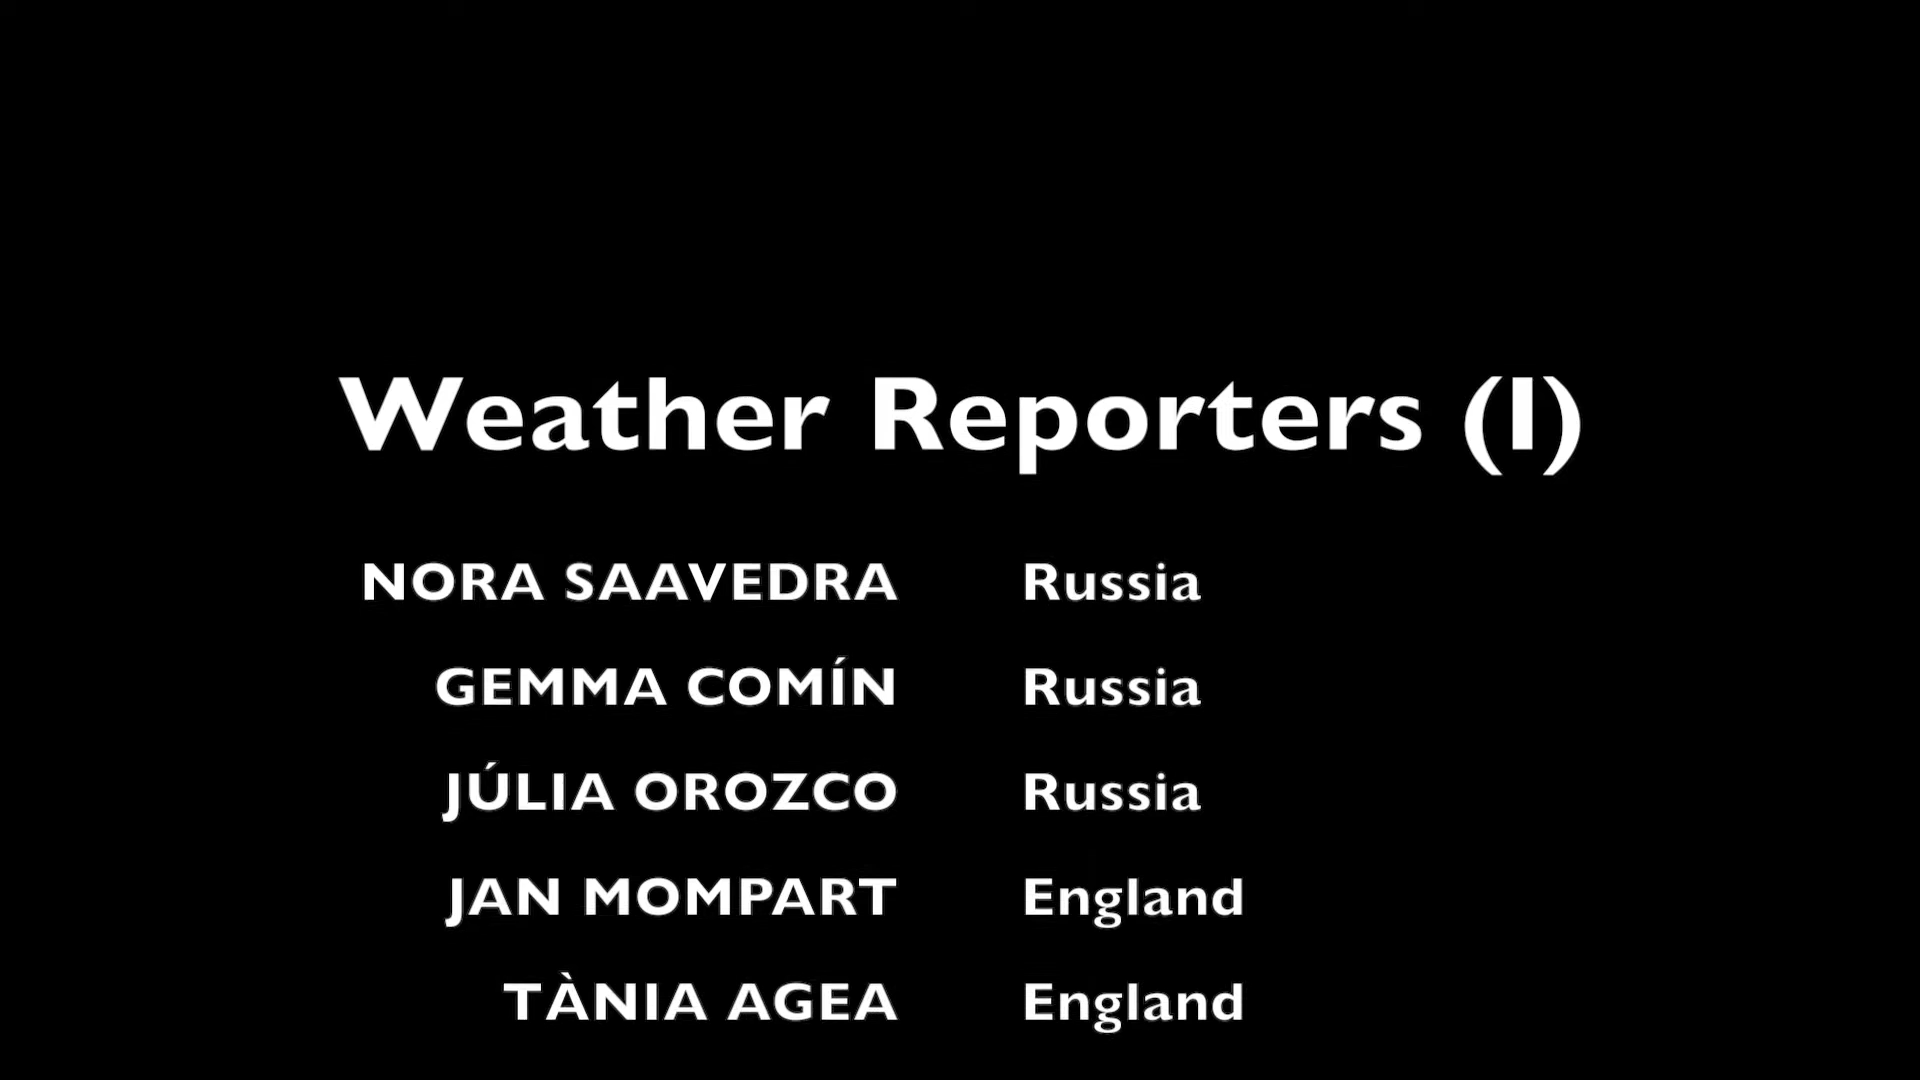 Weather Reporters (I)
NORA SAAVEDRA Russia
GEMMA COMÍN Russia
JÚLIA OROZCO Russia
JAN MOMPART England
TÀNIA AGEA England